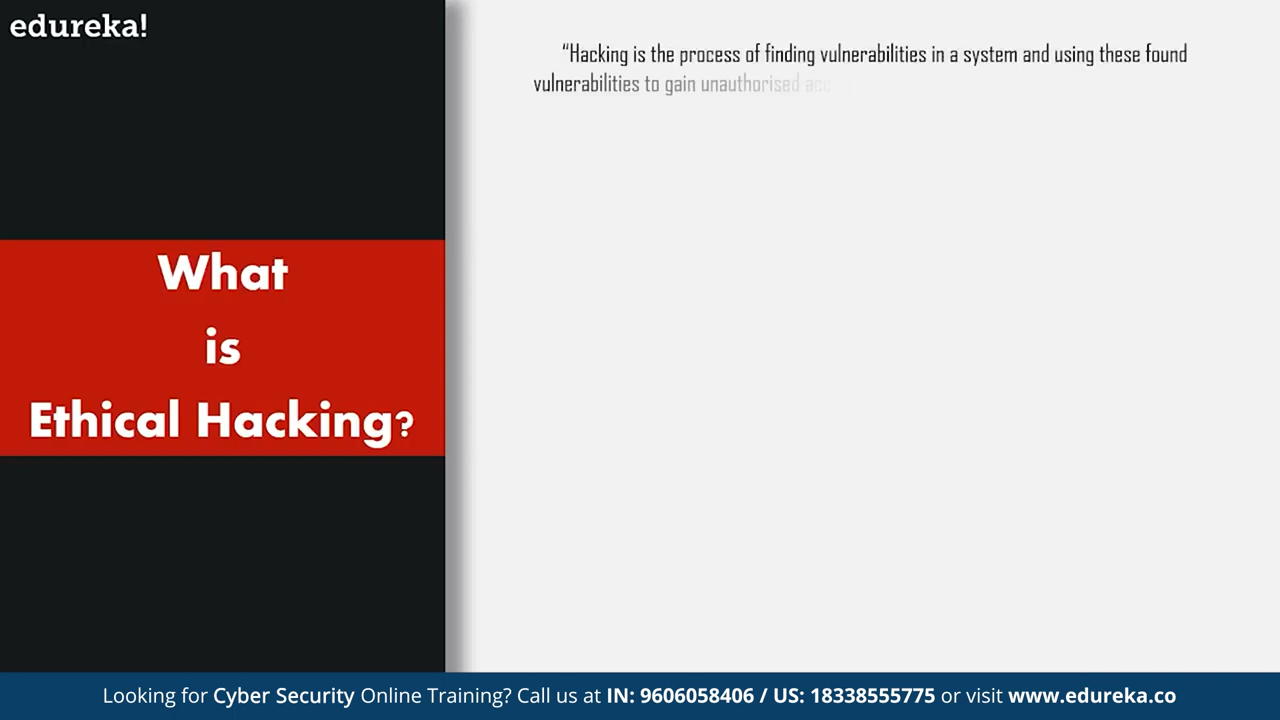 edureka!
“Hacking is the process of finding vulnerabilities in a system and using these found
vulnerabilities to gain unauthorised
What
is
Ethical Hacking?
Looking for Cyber Security Online Training? Call us at IN: 9606058406 / US: 18338555775 or visit www.edureka.co